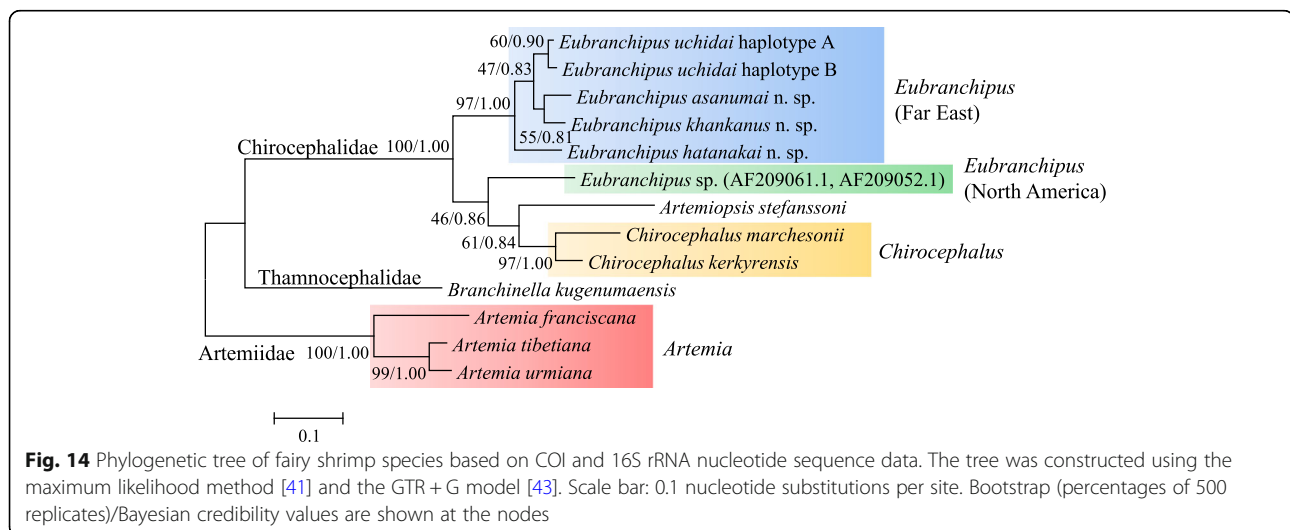 60/0.90
Eubranchipus uchidai haplotype A
47/0.83
Eubranchipus uchidai haplotype B
Eubranchipus asanumai n. sp.
Eubranchipus
(Far East)
97/1.00
Eubranchipus khankanus n. sp.
55/0.81
Chirocephalidae
100/1.00
Eubranchipus hatanakai n. sp.
Eubranchipus sp. (AF209061.1, AF209052.1)
Eubranchipus
(North America)
46/0.86
Artemiopsis stefanssoni
61/0.84
Chirocephalus marchesonii
Chirocephalus
97/1.00
Chirocephalus kerkyrensis
Thamnocephalidae
Branchinella kugenumaensis
Artemia franciscana
Artemiidae
100/1.00
Artemia tibetiana
Artemia
99/1.00
Artemia urmiana
0.1
Fig. 14 Phylogenetic tree of fairy shrimp species based on COI and 16S rRNA nucleotide sequence data. The tree was constructed using the
maximum likelihood method [41] and the GTR + G model [43]. Scale bar: 0.1 nucleotide substitutions per site. Bootstrap (percentages of 500
replicates)/Bayesian credibility values are shown at the nodes